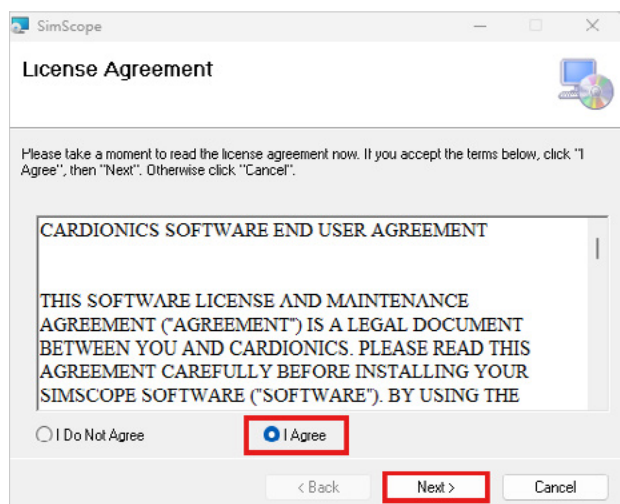 SimScope
License Agreement
Please take a moment to read the license agreement now. If you accept the terms below, click "I
Agree", then "Next". Otherwise click "Cancel".
CARDIONICS SOFTWARE END USER AGREEMENT
THIS SOFTWARE LICENSE AND MAINTENANCE
AGREEMENT ("AGREEMENT") IS A LEGAL DOCUMENT
BETWEEN YOU AND CARDIONICS. PLEASE READ THIS
AGREEMENT CAREFULLY BEFORE INSTALLING YOUR
SIMSCOPE SOFTWARE ("SOFTWARE"). BY USING THE
I Do Not Agree
I Agree
< Back
Next >
Cancel